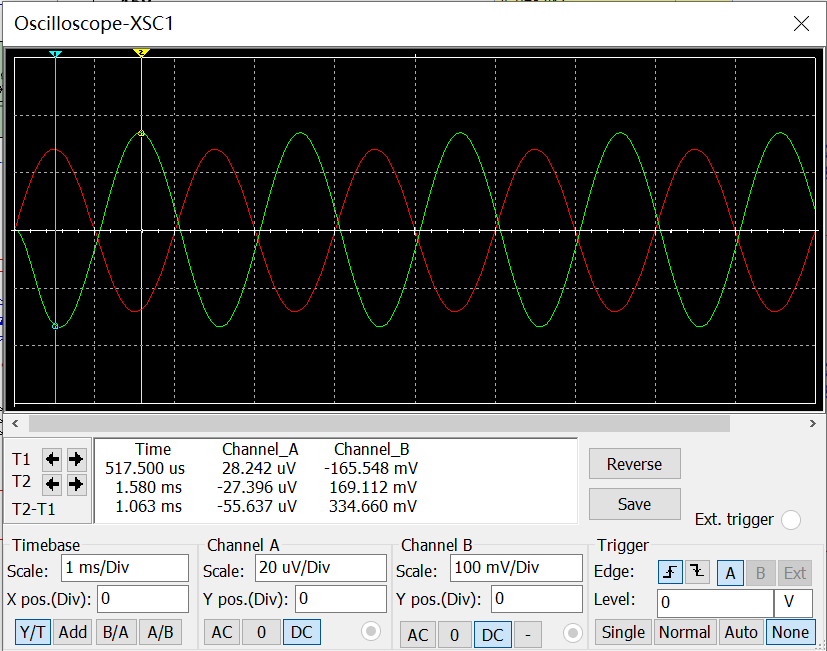 Oscilloscope-XSC1
1 2
T1 T2 T2-T1
Time Channel_A Channel_B
517.500 us 28.242 uV -165.548 mV
1.580 ms -27.396 uV 169.112 mV
1.063 ms -55.637 uV 334.660 mV
Reverse
Save
Ext. trigger
Timebase
Scale: 1 ms/Div
X pos.(Div): 0
Y/T Add B/A A/B
Channel A
Scale: 20 uV/Div
Y pos.(Div): 0
AC 0 DC
Channel B
Scale: 100 mV/Div
Y pos.(Div): 0
AC 0 DC -
Trigger
Edge: A B Ext
Level: 0 V
Single Normal Auto None